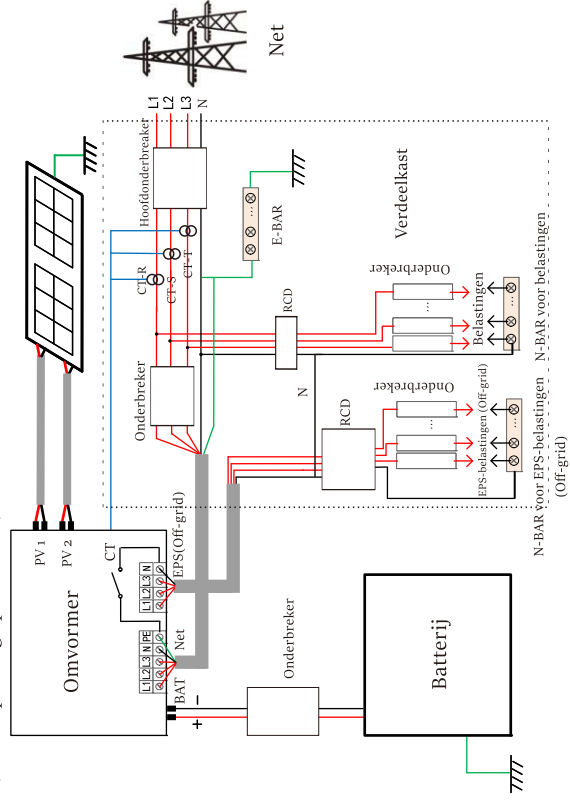 Net
L1
L2
L3
N
Hoofdonderbreaker
CT-R
CT-S
CT-T
E-BAR
...
Verdeelkast
Onderbreker
RCD
Onderbreker
...
Belastingen
...
N-BAR voor belastingen
N
RCD
Onderbreker
...
EPS-belastingen (Off-grid)
...
N-BAR voor EPS-belastingen
(Off-grid)
PV 1
PV 2
Omvormer
CT
EPS(Off-grid)
L1 L2 L3 N
Net
L1 L2 L3 N PE
BAT
+ −
Onderbreker
Batterij